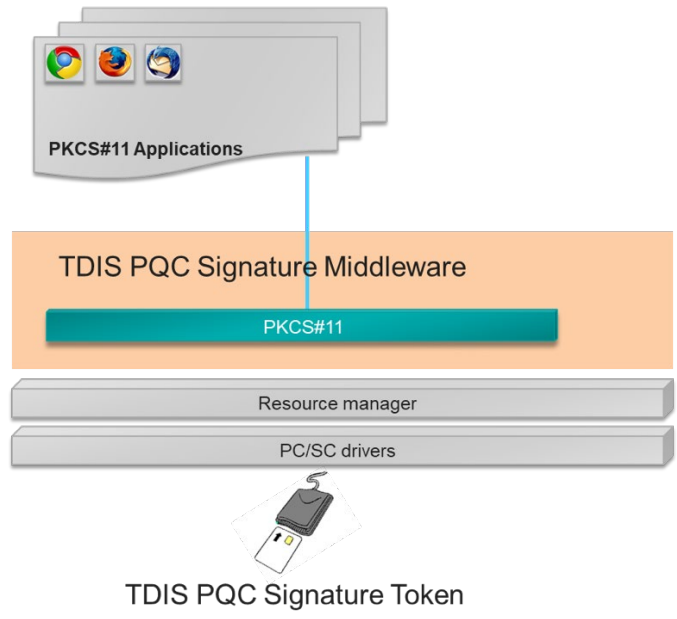 PKCS#11 Applications
TDIS PQC Signature Middleware
PKCS#11
Resource manager
PC/SC drivers
TDIS PQC Signature Token